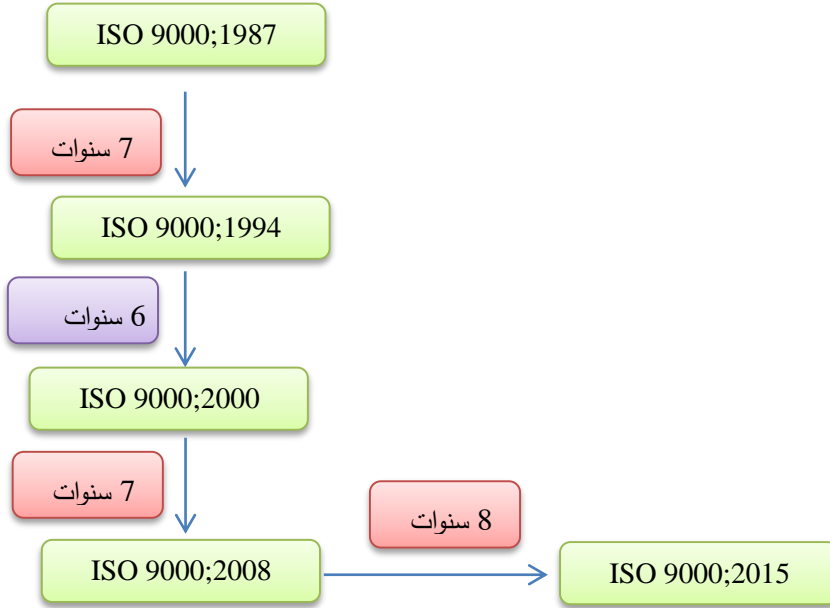 ISO 9000;1987
7 سنوات
ISO 9000;1994
6 سنوات
ISO 9000;2000
7 سنوات
8 سنوات
ISO 9000;2008
ISO 9000;2015